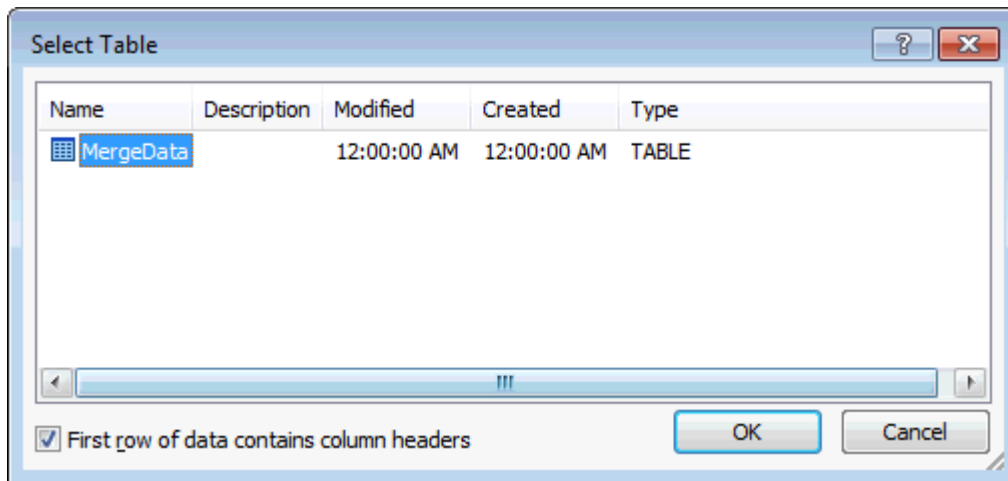 Select Table
Name Description Modified Created Type
MergeData 12:00:00 AM 12:00:00 AM TABLE
First row of data contains column headers
OK Cancel